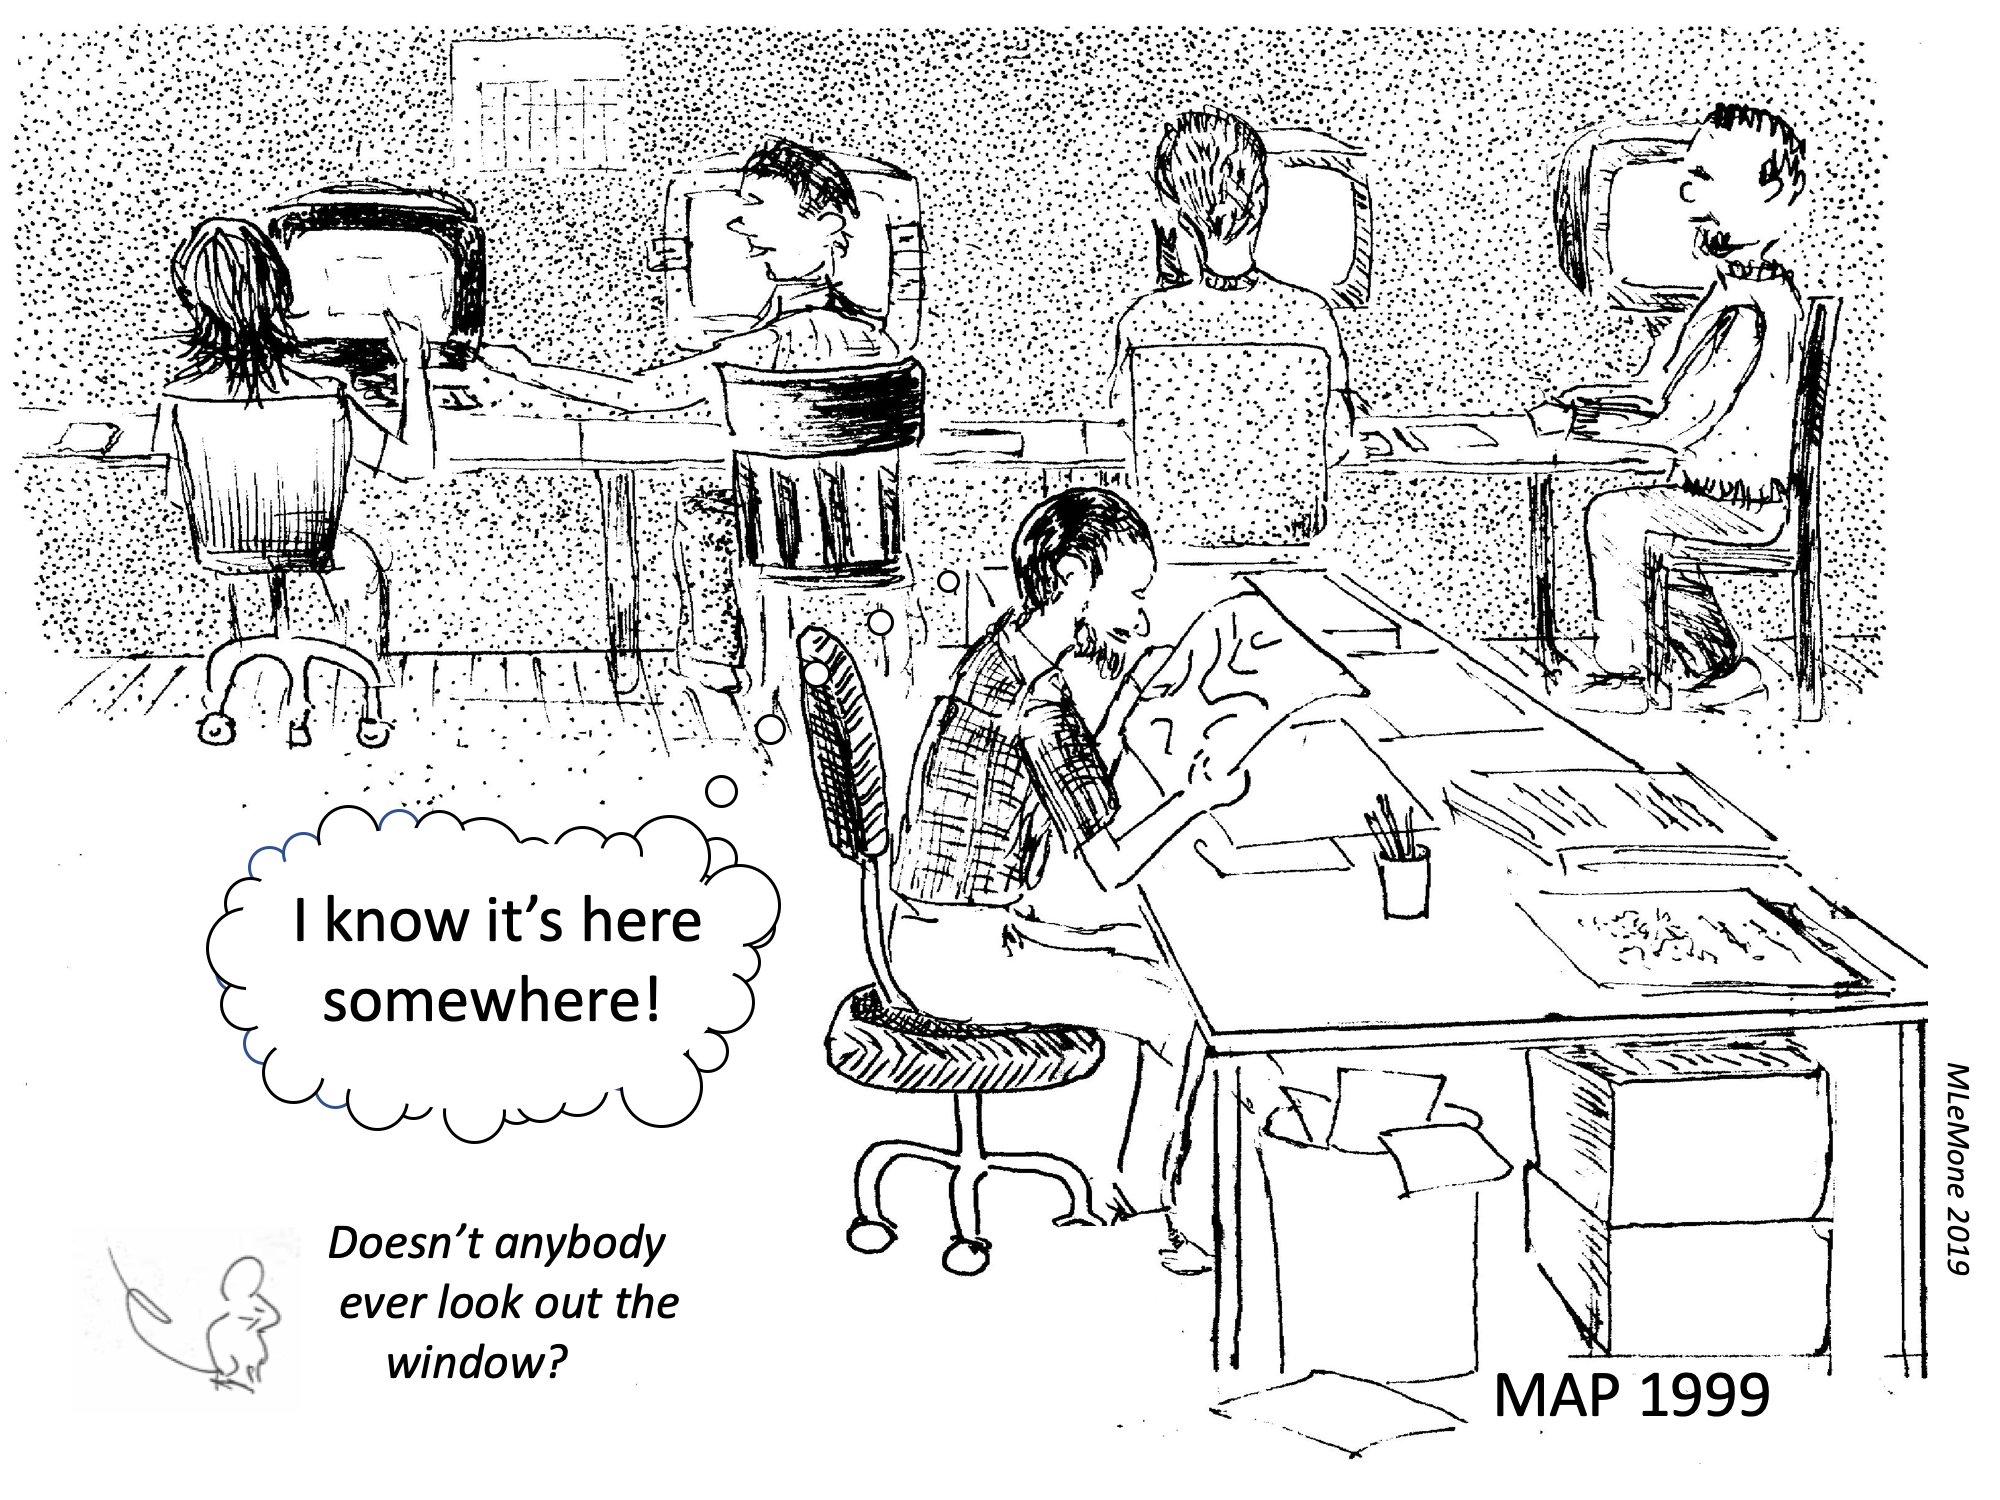 I know it’s here
somewhere!
Doesn’t anybody
ever look out the
window?
MAP 1999
MLeMone 2019